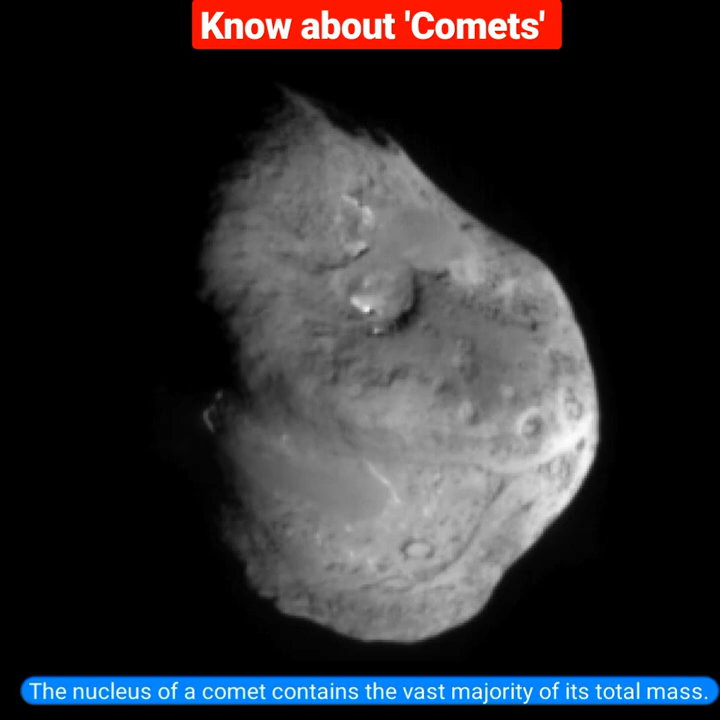 Know about 'Comets'
The nucleus of a comet contains the vast majority of its total mass.